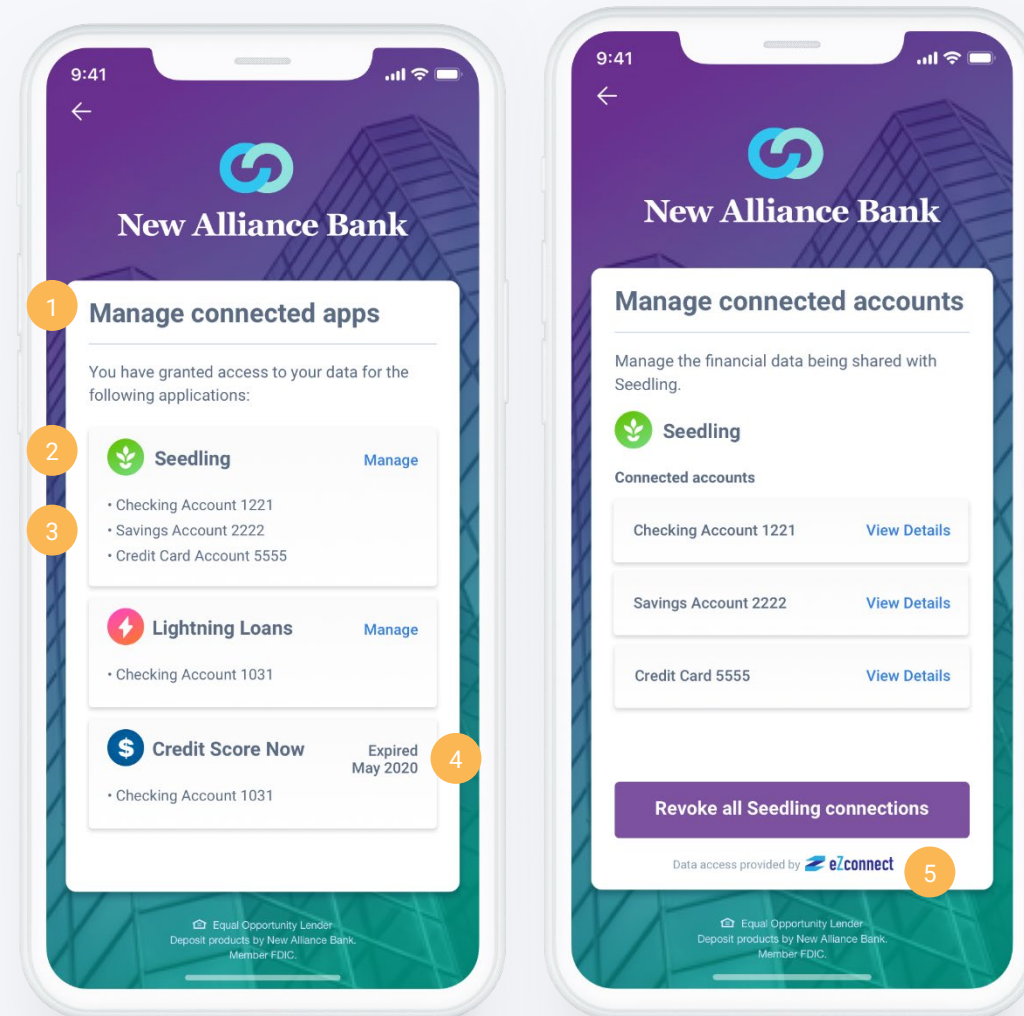 9:41
New Alliance Bank
1
Manage connected apps
You have granted access to your data for the
following applications:
2
Seedling
Manage
• Checking Account 1221
3
• Savings Account 2222
• Credit Card Account 5555
Lightning Loans
Manage
• Checking Account 1031
$
Credit Score Now
Expired
May 2020
4
• Checking Account 1031
Equal Opportunity Lender
Deposit products by New Alliance Bank.
Member FDIC.
9:41
New Alliance Bank
Manage connected accounts
Manage the financial data being shared with
Seedling.
Seedling
Connected accounts
Checking Account 1221
View Details
Savings Account 2222
View Details
Credit Card 5555
View Details
Revoke all Seedling connections
Data access provided by eZconnect
5
Equal Opportunity Lender
Deposit products by New Alliance Bank.
Member FDIC.